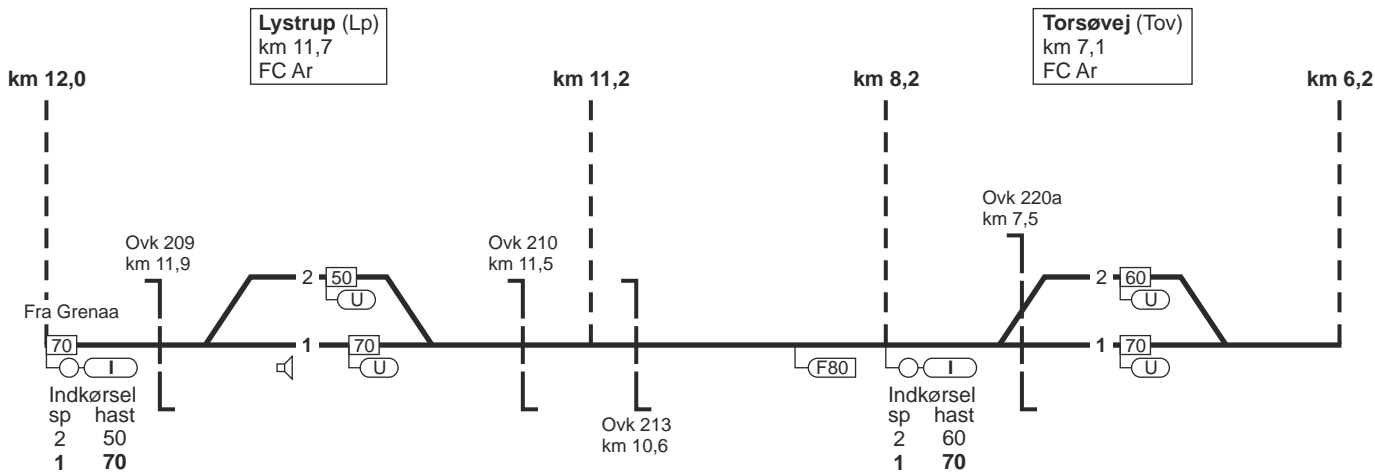 Lystrup (Lp)
km 11,7
FC Ar
Torsøvej (Tov)
km 7,1
FC Ar
km 12,0
km 11,2
km 8,2
km 6,2
Ovk 209
km 11,9
Ovk 210
km 11,5
Ovk 220a
km 7,5
2 50
U
2 60
U
Fra Grenaa
70
I
1 70
U
F80
I
1 70
U
Indkørsel
sp hast
2 50
1 70
Ovk 213
km 10,6
Indkørsel
sp hast
2 60
1 70